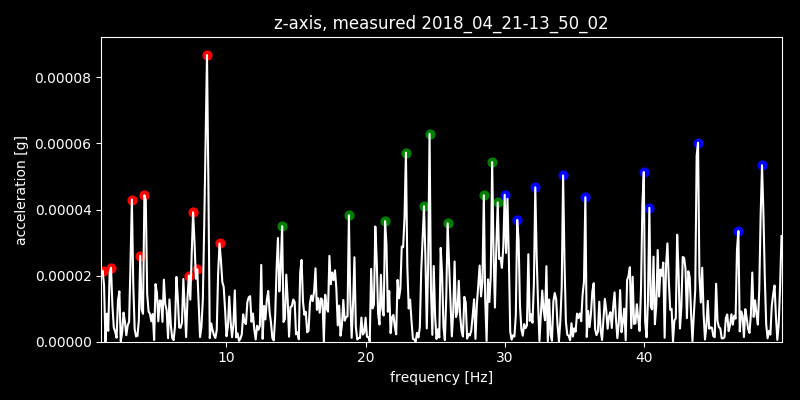 z-axis, measured 2018_04_21-13_50_02
0.00008
0.00006
0.00004
0.00002
0.00000
acceleration [g]
10 20 30 40
frequency [Hz]